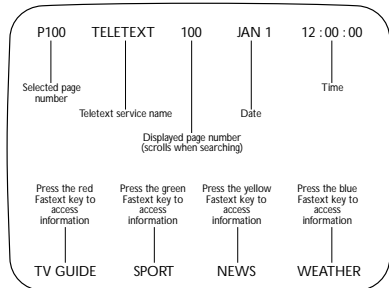 P100 TELETEXT 100 JAN 1 12:00:00
Selected page
number
Time
Teletext service name
Date
Displayed page number
(scrolls when searching)
Press the red
Fastext key to
access
information
Press the green
Fastext key to
access
information
Press the yellow
Fastext key to
access
information
Press the blue
Fastext key to
access
information
TV GUIDE SPORT NEWS WEATHER